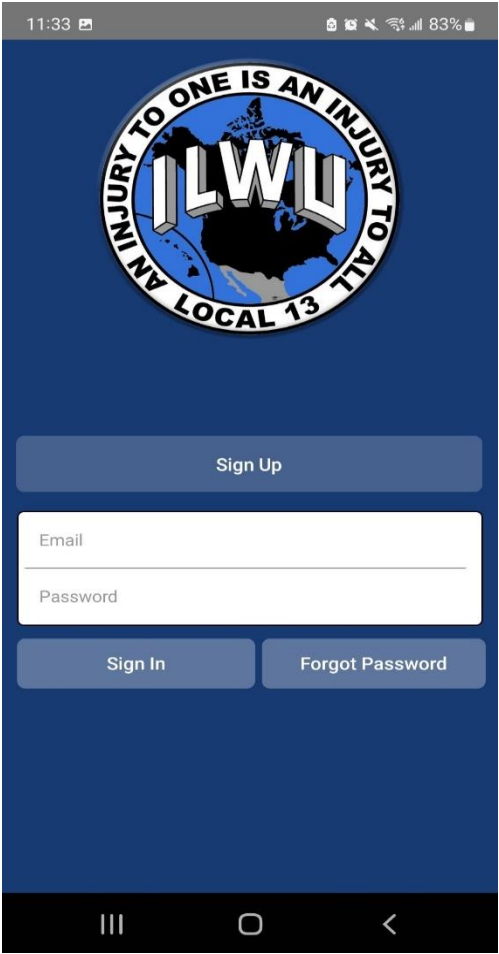 11:33
83%
AN INJURY TO ONE IS AN INJURY TO ALL
ILWU
LOCAL 13
Sign Up
Email
Password
Sign In
Forgot Password